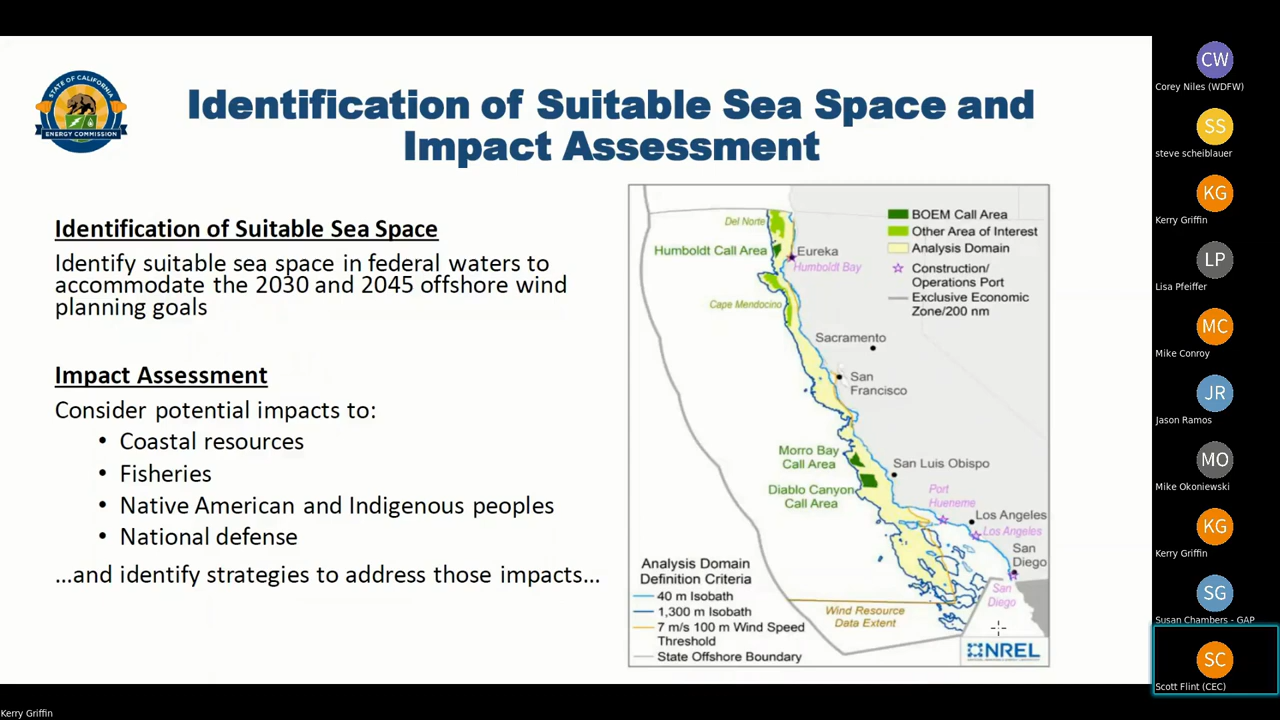 STATE OF CALIFORNIA
ENERGY COMMISSION
Identification of Suitable Sea Space and
Impact Assessment
Identification of Suitable Sea Space
Identify suitable sea space in federal waters to
accommodate the 2030 and 2045 offshore wind
planning goals
Impact Assessment
Consider potential impacts to:
• Coastal resources
• Fisheries
• Native American and Indigenous peoples
• National defense
...and identify strategies to address those impacts...
Del Norte
Humboldt Call Area
Eureka
Humboldt Bay
Cape Mendocino
Sacramento
San
Francisco
Morro Bay
Call Area
San Luis Obispo
Diablo Canyon
Call Area
Port
Hueneme
Los Angeles
Los Angeles
San
Diego
San
Diego
Wind Resource
Data Extent
BOEM Call Area
Other Area of Interest
Analysis Domain
Construction/
Operations Port
Exclusive Economic
Zone/200 nm
Analysis Domain
Definition Criteria
40 m Isobath
1,300 m Isobath
7 m/s 100 m Wind Speed
Threshold
State Offshore Boundary
NREL
CW
Corey Niles (WDFW)
SS
steve scheiblauer
KG
Kerry Griffin
LP
Lisa Pfeiffer
MC
Mike Conroy
JR
Jason Ramos
MO
Mike Okoniewski
KG
Kerry Griffin
SG
Susan Chambers - GAP
SC
Scott Flint (CEC)
Kerry Griffin